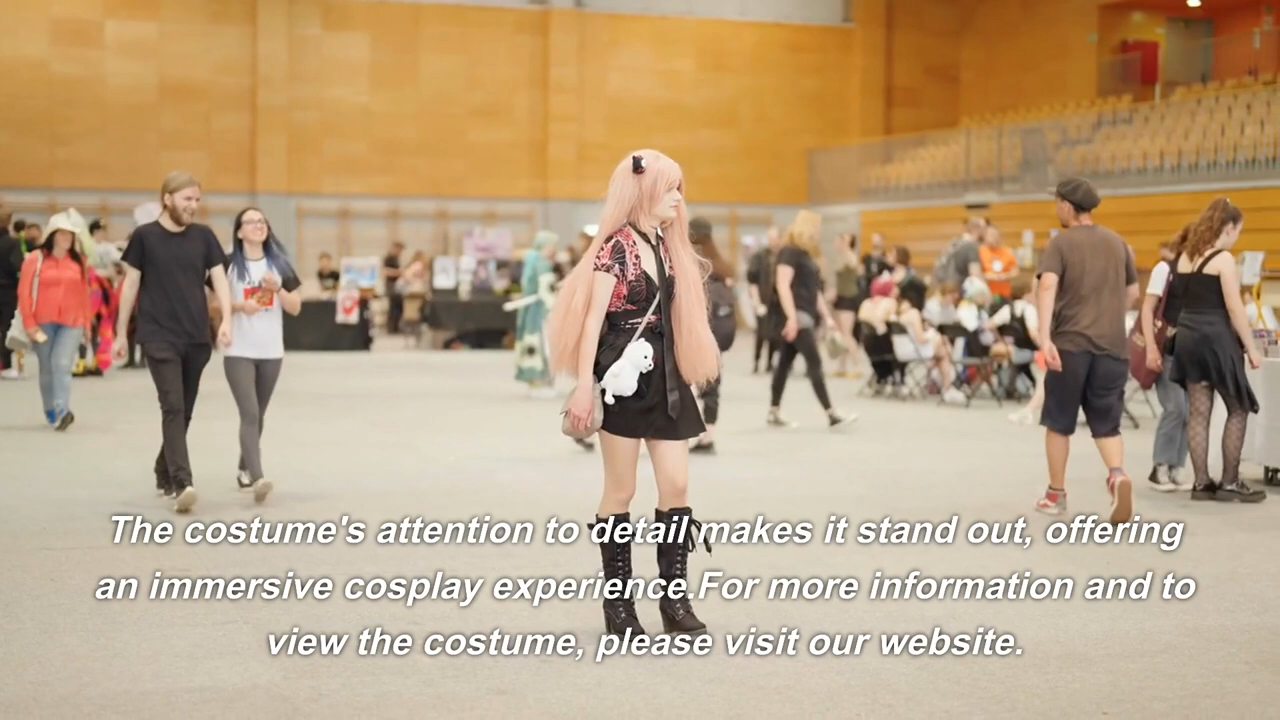 The costume's attention to detail makes it stand out, offering
an immersive cosplay experience.For more information and to
view the costume, please visit our website.